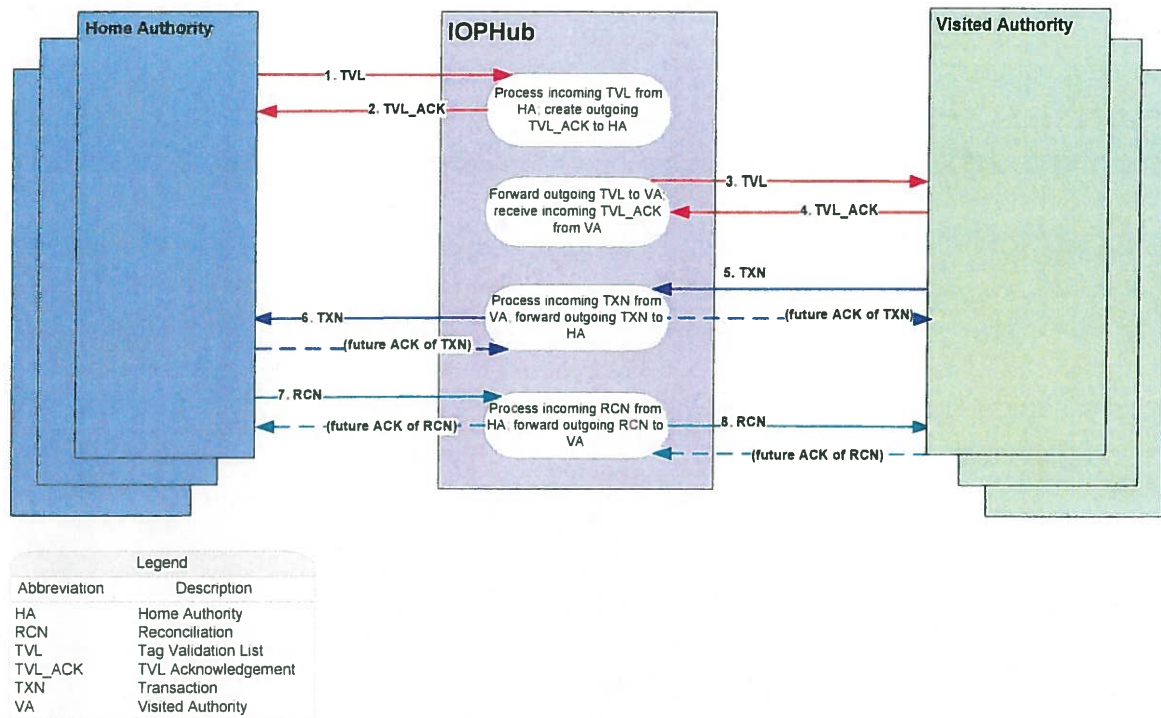 Home Authority
IOPHub
Visited Authority
1. TVL
Process incoming TVL from
HA; create outgoing
TVL_ACK to HA
2. TVL_ACK
3. TVL
Forward outgoing TVL to VA;
receive incoming TVL_ACK
from VA
4. TVL_ACK
5. TXN
Process incoming TXN from
VA; forward outgoing TXN to
HA
6. TXN
(future ACK of TXN)
(future ACK of TXN)
7. RCN
Process incoming RCN from
HA; forward outgoing RCN to
VA
(future ACK of RCN)
8. RCN
(future ACK of RCN)
Legend
Abbreviation Description
HA Home Authority
RCN Reconciliation
TVL Tag Validation List
TVL_ACK TVL Acknowledgement
TXN Transaction
VA Visited Authority